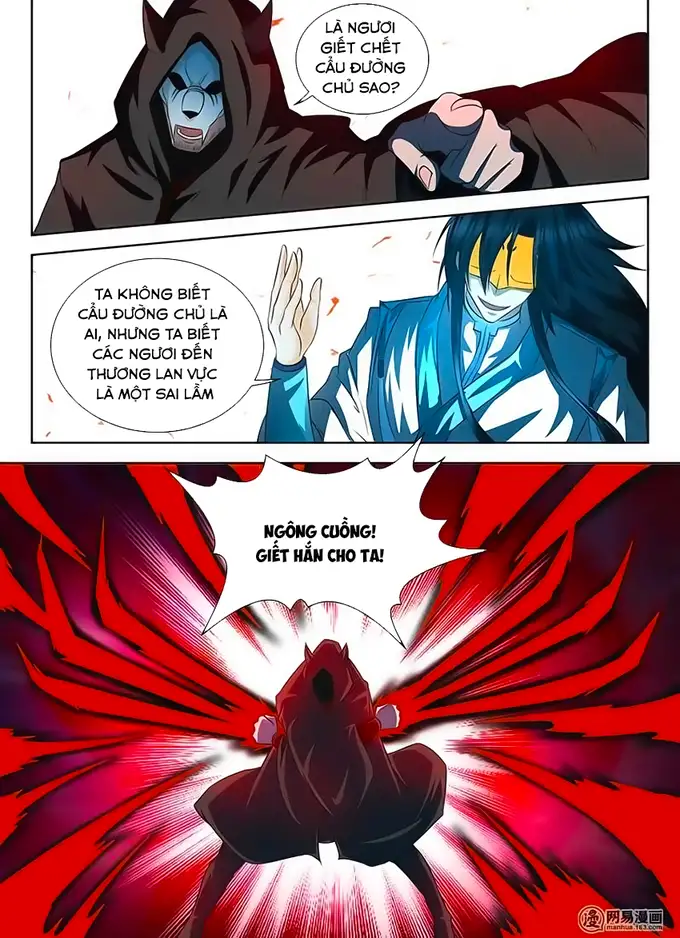 LÀ NGƯƠI
GIẾT CHẾT
CẨU ĐƯỜNG
CHỦ SAO?
TA KHÔNG BIẾT
CẨU ĐƯỜNG CHỦ LÀ
AI, NHƯNG TA BIẾT
CÁC NGƯƠI ĐẾN
THƯƠNG LAN VỰC
LÀ MỘT SAI LẦM
NGÔNG CUỒNG!
GIẾT HẮN CHO TA!
网易漫画
manhua.163.com